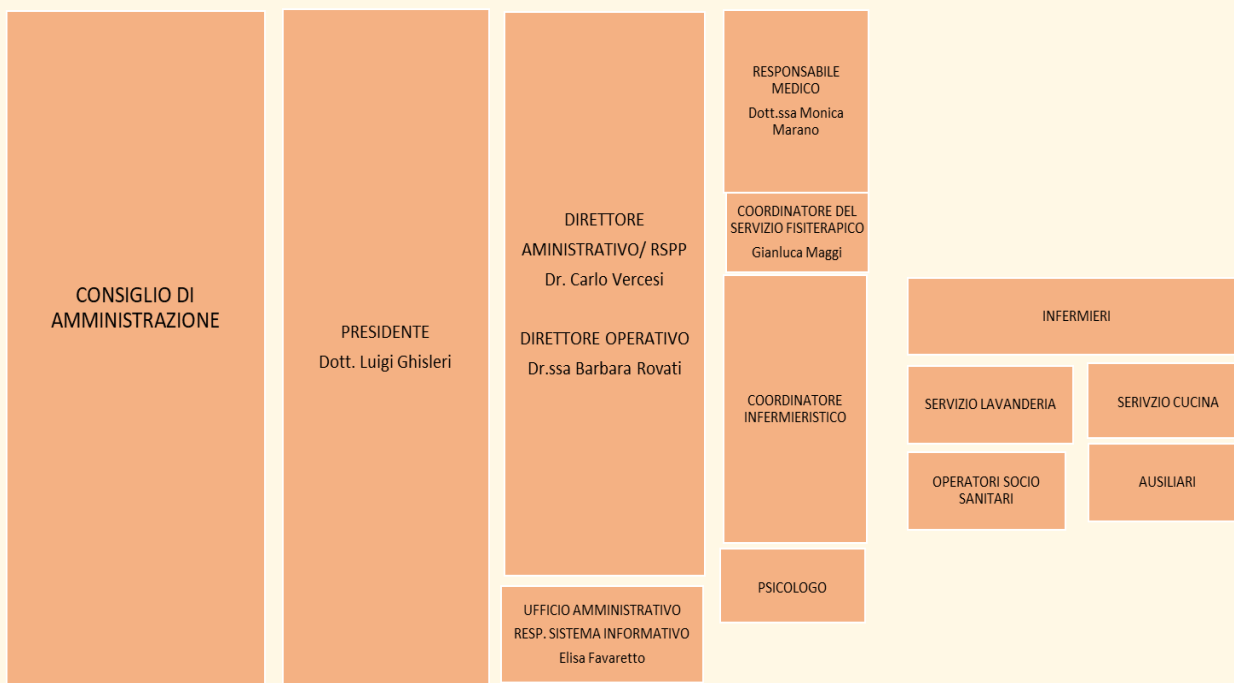 CONSIGLIO DI
AMMINISTRAZIONE
PRESIDENTE
Dott. Luigi Ghisleri
DIRETTORE
AMINISTRATIVO/ RSPP
Dr. Carlo Vercesi
DIRETTORE OPERATIVO
Dr.ssa Barbara Rovati
UFFICIO AMMINISTRATIVO
RESP. SISTEMA INFORMATIVO
Elisa Favaretto
RESPONSABILE
MEDICO
Dott.ssa Monica
Marano
COORDINATORE DEL
SERVIZIO FISITERAPICO
Gianluca Maggi
COORDINATORE
INFERMIERISTICO
PSICOLOGO
INFERMIERI
SERVIZIO LAVANDERIA
SERIVZIO CUCINA
OPERATORI SOCIO
SANITARI
AUSILIARI